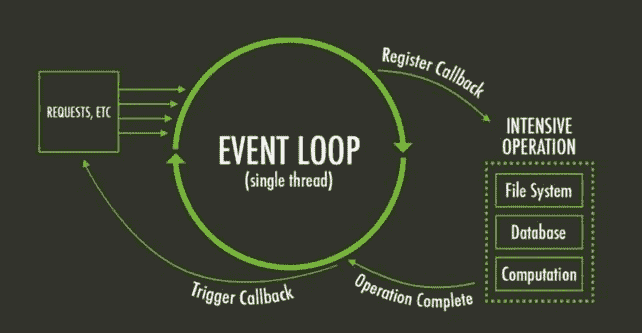 REQUESTS, ETC
EVENT LOOP
(single thread)
Register Callback
INTENSIVE
OPERATION
File System
Database
Computation
Operation Complete
Trigger Callback